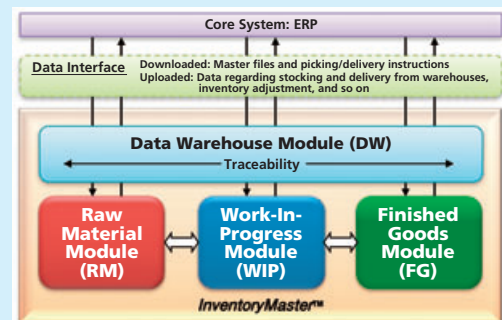 Core System: ERP
Data Interface
Downloaded: Master files and picking/delivery instructions
Uploaded: Data regarding stocking and delivery from warehouses,
inventory adjustment, and so on
Data Warehouse Module (DW)
Traceability
Raw
Material
Module
(RM)
Work-In-
Progress
Module
(WIP)
Finished
Goods
Module
(FG)
InventoryMaster™